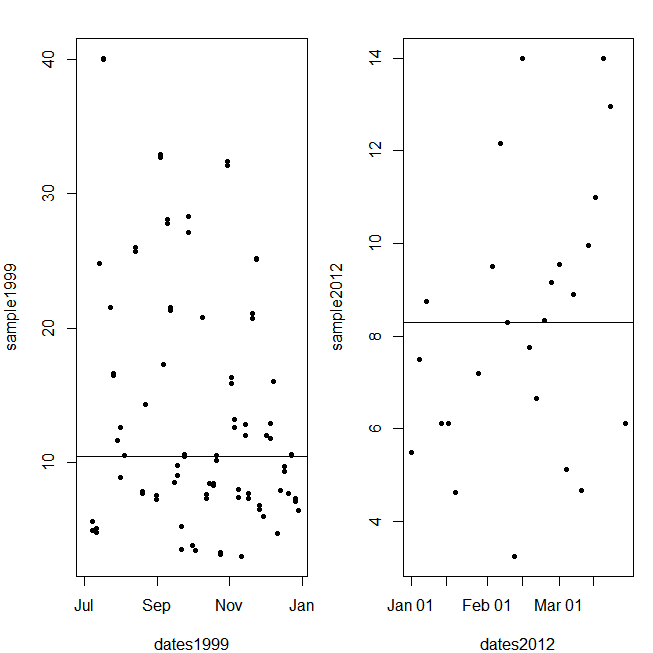 40
30
20
10
sample1999
Jul
Sep
Nov
Jan
dates1999
14
12
10
8
6
4
sample2012
Jan 01
Feb 01
Mar 01
dates2012